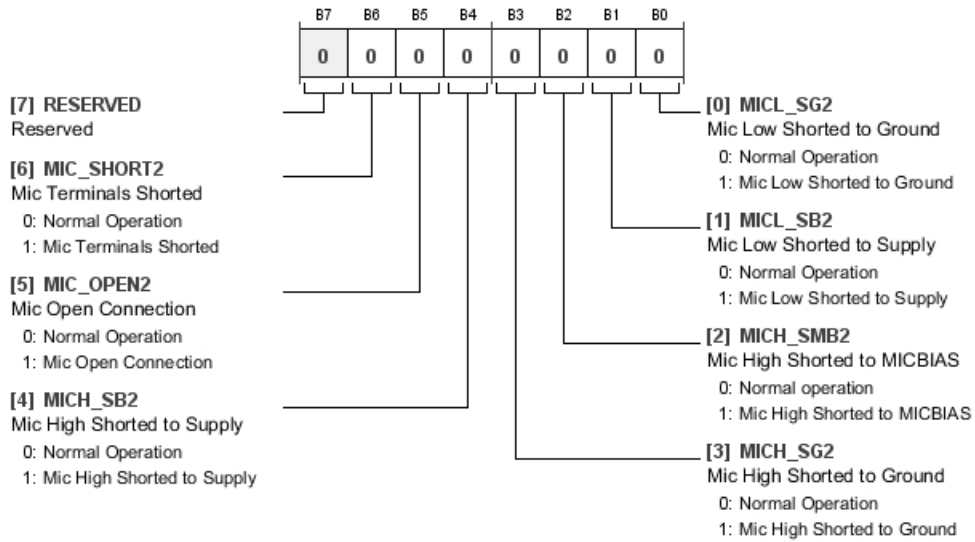 B7 B6 B5 B4 B3 B2 B1 B0
0 0 0 0 0 0 0 0
[7] RESERVED
Reserved
[6] MIC_SHORT2
Mic Terminals Shorted
0: Normal Operation
1: Mic Terminals Shorted
[5] MIC_OPEN2
Mic Open Connection
0: Normal Operation
1: Mic Open Connection
[4] MICH_SB2
Mic High Shorted to Supply
0: Normal Operation
1: Mic High Shorted to Supply
[0] MICL_SG2
Mic Low Shorted to Ground
0: Normal Operation
1: Mic Low Shorted to Ground
[1] MICL_SB2
Mic Low Shorted to Supply
0: Normal Operation
1: Mic Low Shorted to Supply
[2] MICH_SMB2
Mic High Shorted to MICBIAS
0: Normal operation
1: Mic High Shorted to MICBIAS
[3] MICH_SG2
Mic High Shorted to Ground
0: Normal Operation
1: Mic High Shorted to Ground